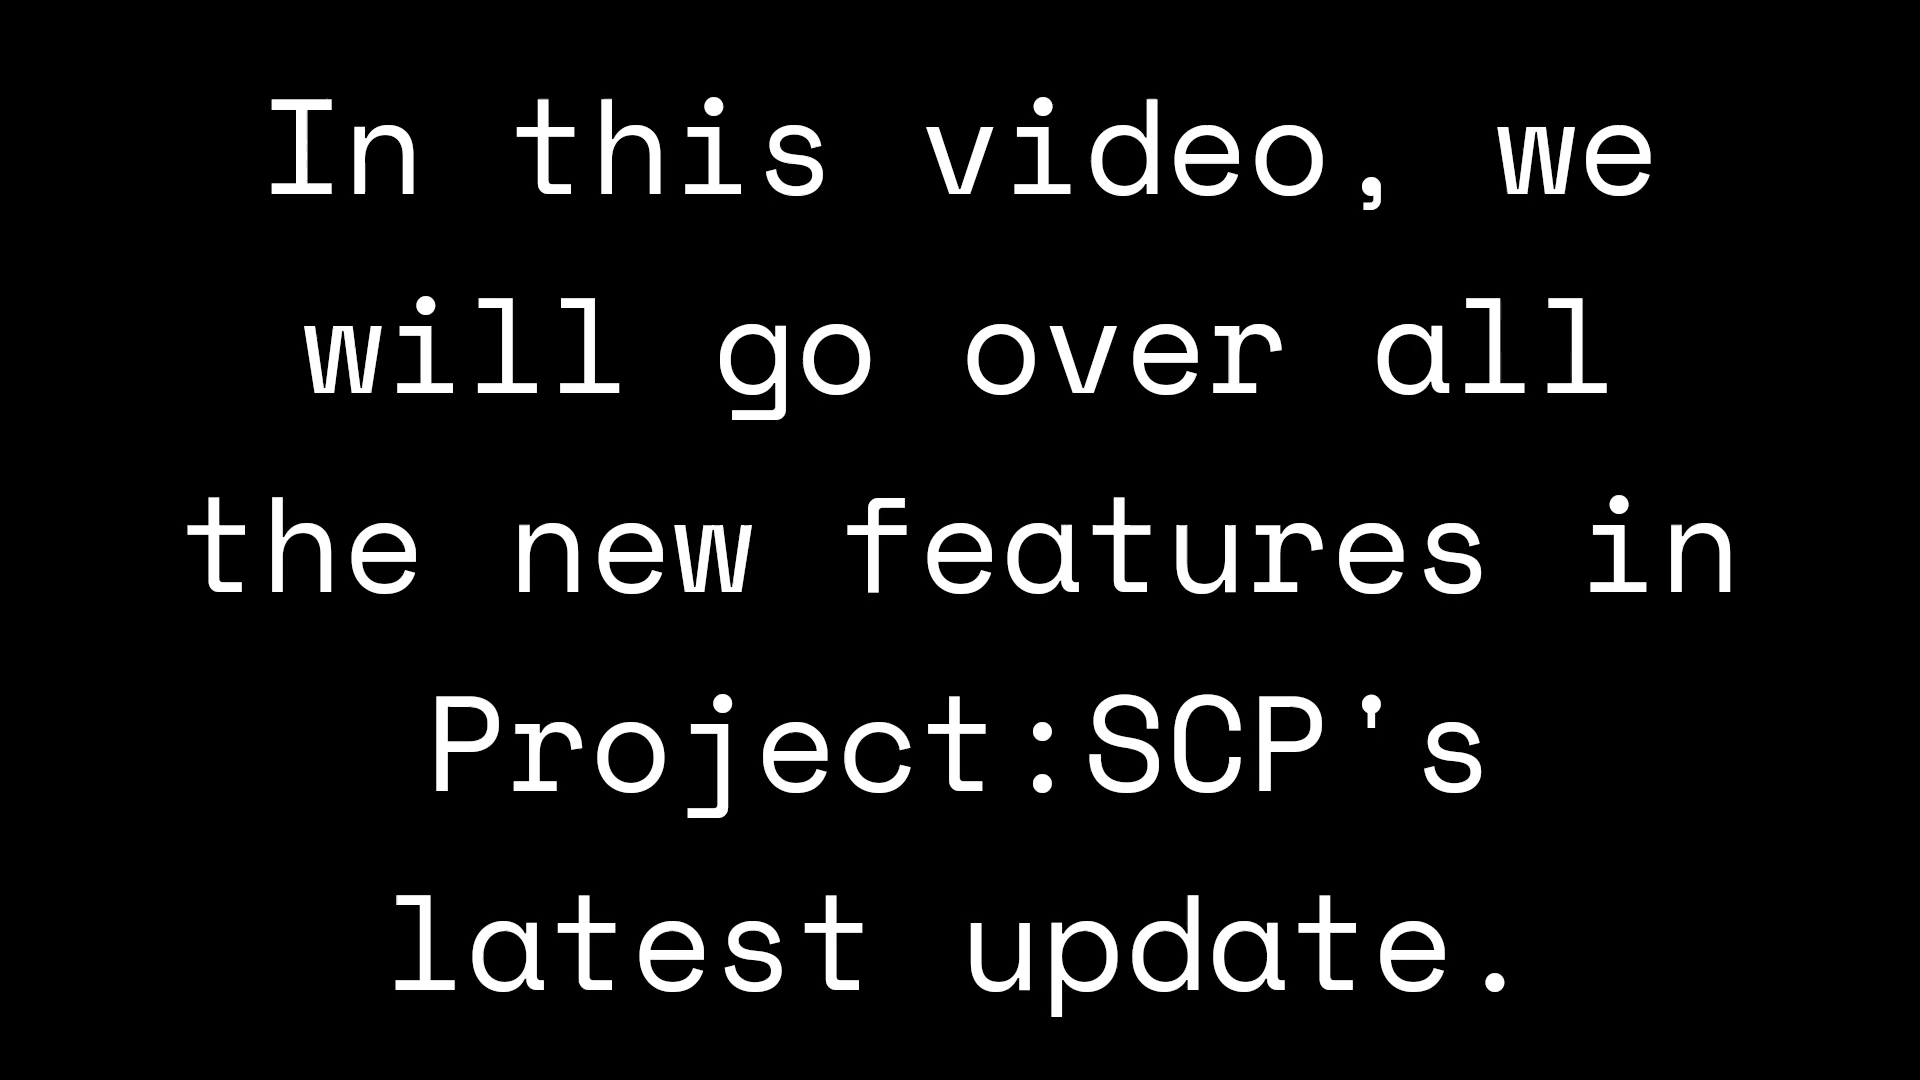 In this video, we
will go over all
the new features in
Project:SCP's
latest update.